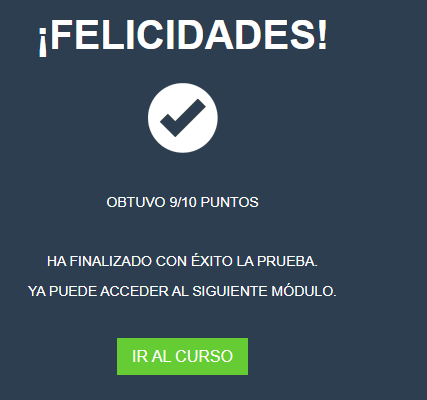 ¡FELICIDADES!
OBTUVO 9/10 PUNTOS
HA FINALIZADO CON ÉXITO LA PRUEBA.
YA PUEDE ACCEDER AL SIGUIENTE MÓDULO.
IR AL CURSO